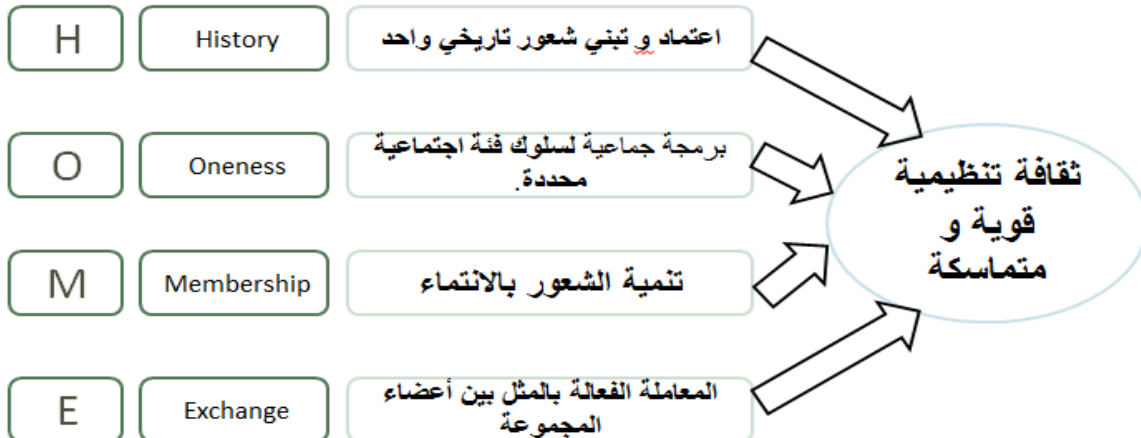 H
History
اعتماد و تبني شعور تاريخي واحد
O
Oneness
برمجة جماعية لسلوك فئة اجتماعية
محددة.
M
Membership
تنمية الشعور بالانتماء
E
Exchange
المعاملة الفعالة بالمثل بين أعضاء
المجموعة
ثقافة تنظيمية
قوية و
متماسكة